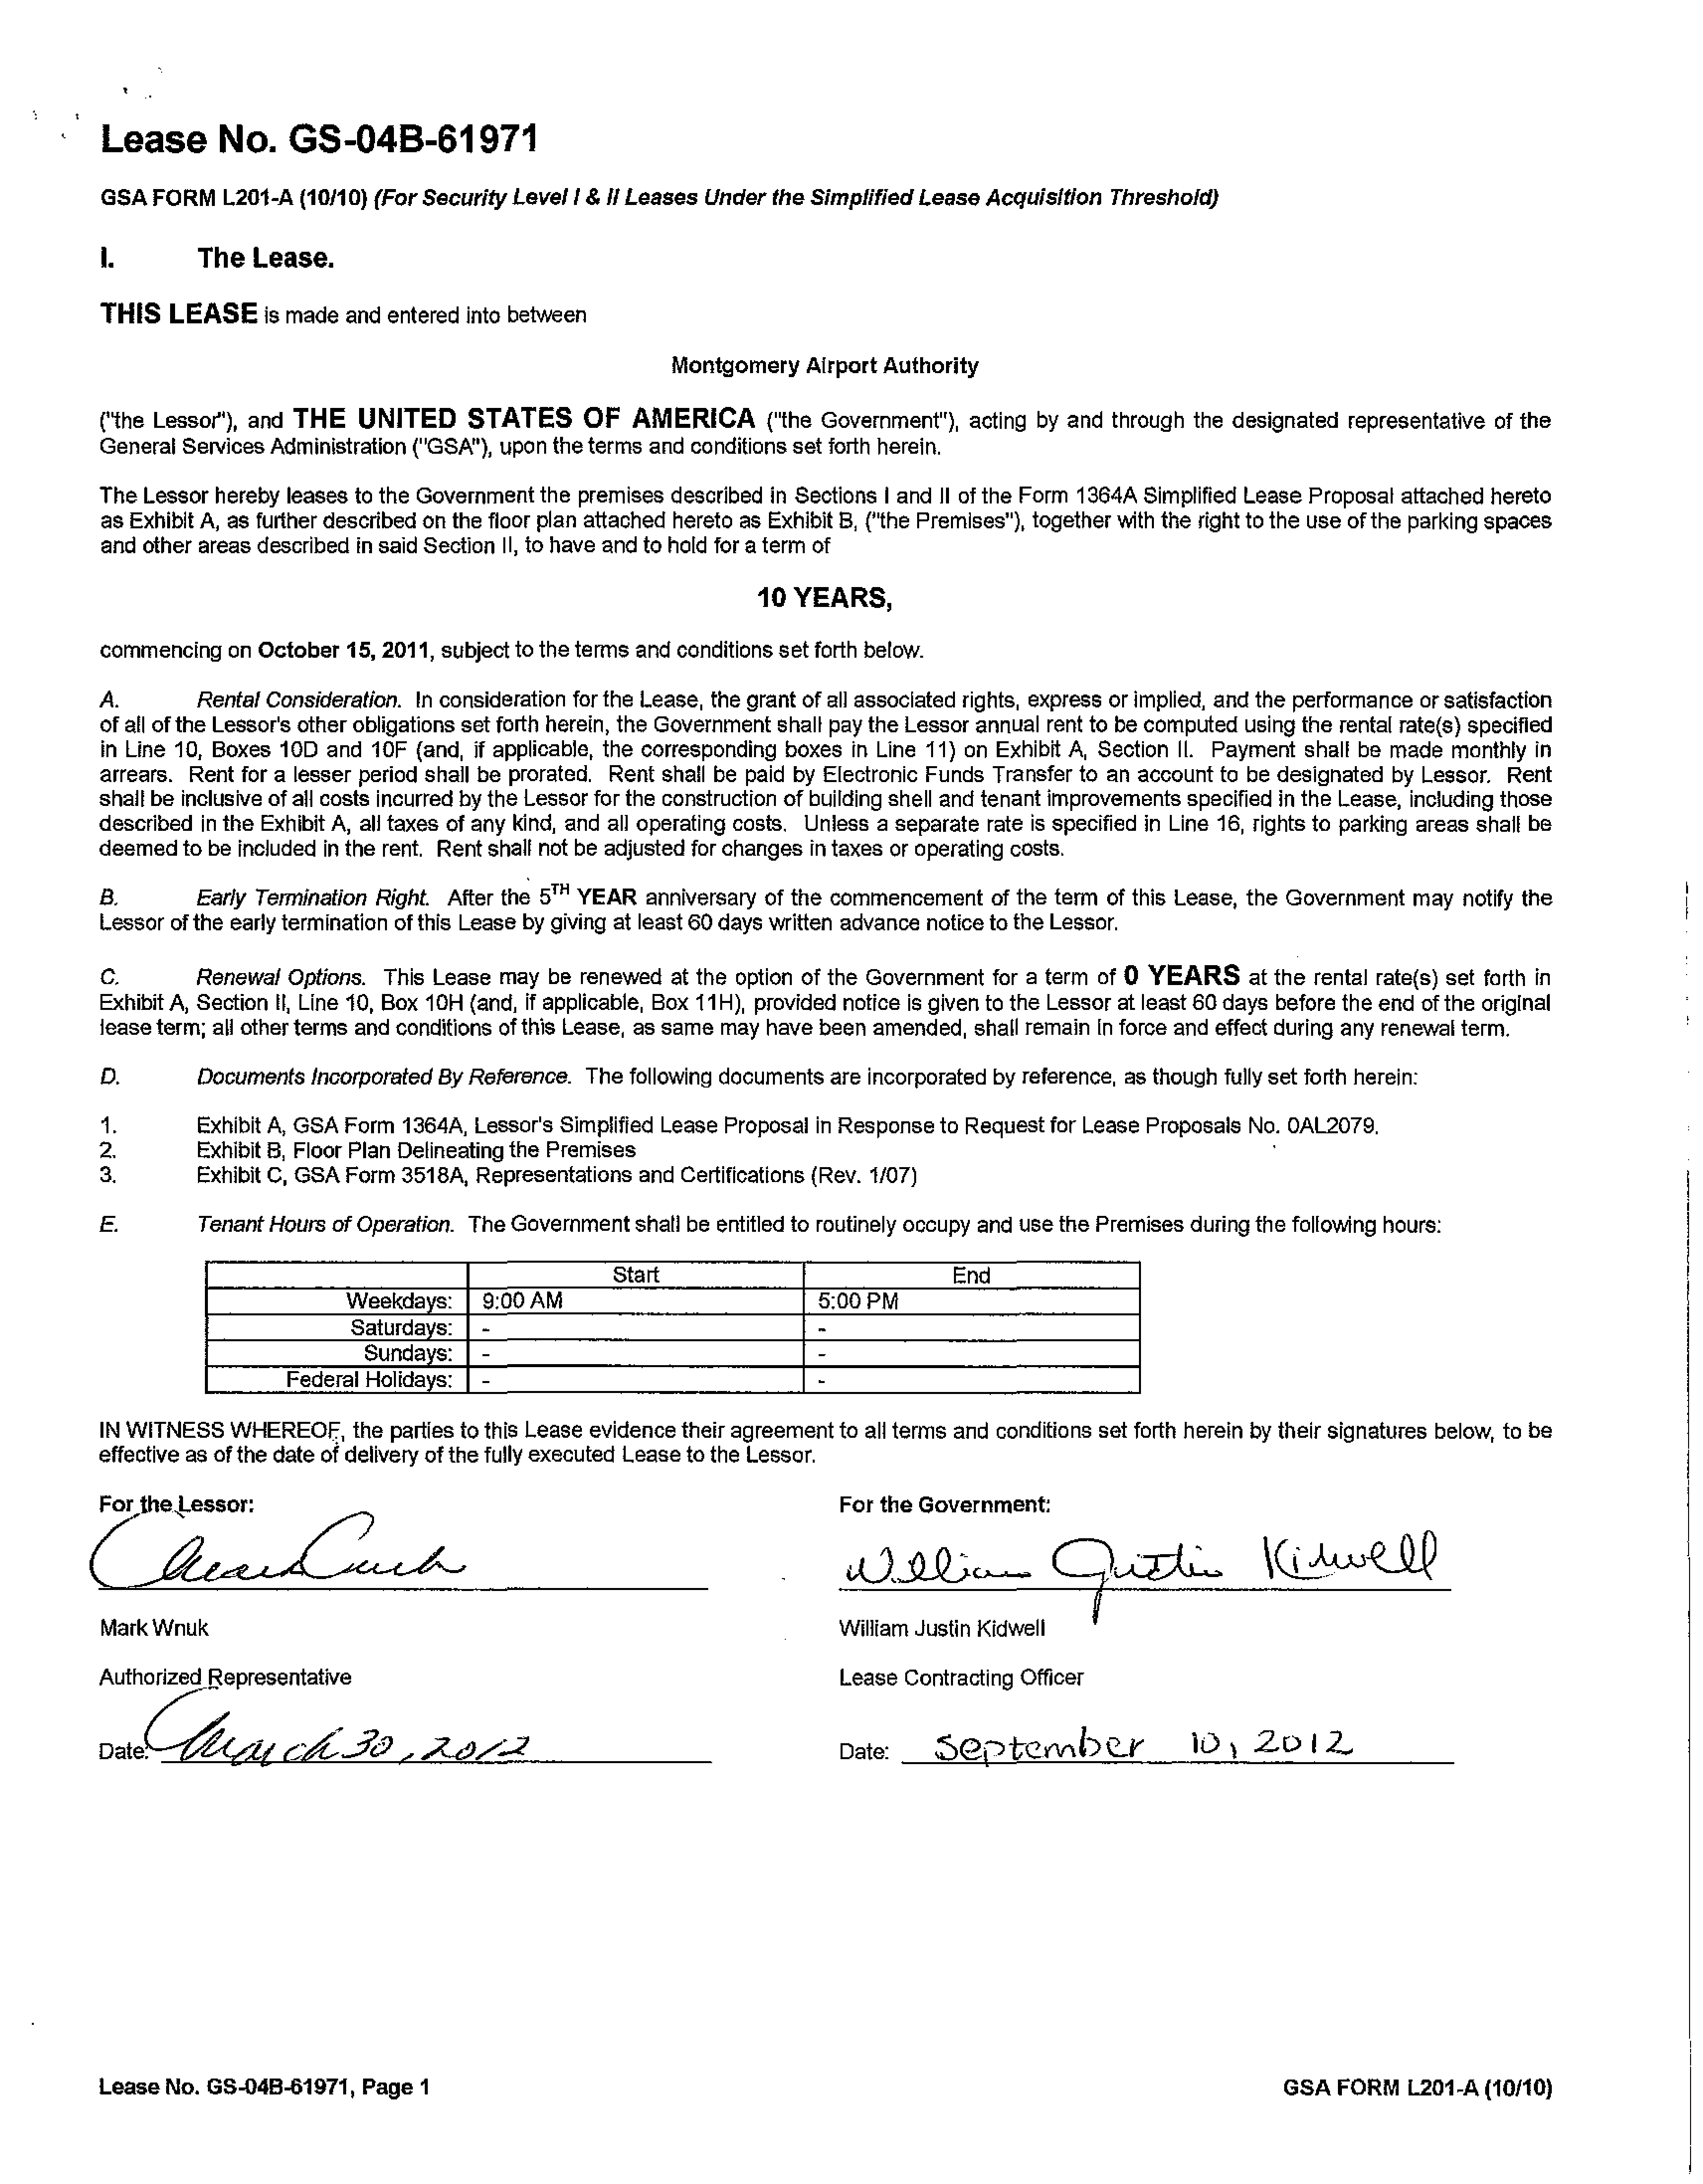 Lease No. GS-04B-61971
GSA FORM L201-A (10/10) (For Security Level I & II Leases Under the Simplified Lease Acquisition Threshold)
I. The Lease.
THIS LEASE is made and entered into between
Montgomery Airport Authority
("the Lessor"), and THE UNITED STATES OF AMERICA ("the Government"), acting by and through the designated representative of the
General Services Administration ("GSA"), upon the terms and conditions set forth herein.
The Lessor hereby leases to the Government the premises described in Sections I and II of the Form 1364A Simplified Lease Proposal attached hereto
as Exhibit A, as further described on the floor plan attached hereto as Exhibit B, ("the Premises"), together with the right to the use of the parking spaces
and other areas described in said Section II, to have and to hold for a term of
10 YEARS,
commencing on October 15, 2011, subject to the terms and conditions set forth below.
A. Rental Consideration. In consideration for the Lease, the grant of all associated rights, express or implied, and the performance or satisfaction
of all of the Lessor's other obligations set forth herein, the Government shall pay the Lessor annual rent to be computed using the rental rate(s) specified
in Line 10, Boxes 10D and 10F (and, if applicable, the corresponding boxes in Line 11) on Exhibit A, Section II. Payment shall be made monthly in
arrears. Rent for a lesser period shall be prorated. Rent shall be paid by Electronic Funds Transfer to an account to be designated by Lessor. Rent
shall be inclusive of all costs incurred by the Lessor for the construction of building shell and tenant improvements specified in the Lease, including those
described in the Exhibit A, all taxes of any kind, and all operating costs. Unless a separate rate is specified in Line 16, rights to parking areas shall be
deemed to be included in the rent. Rent shall not be adjusted for changes in taxes or operating costs.
B. Early Termination Right. After the 5TH YEAR anniversary of the commencement of the term of this Lease, the Government may notify the
Lessor of the early termination of this Lease by giving at least 60 days written advance notice to the Lessor.
C. Renewal Options. This Lease may be renewed at the option of the Government for a term of 0 YEARS at the rental rate(s) set forth in
Exhibit A, Section II, Line 10, Box 10H (and, if applicable, Box 11H), provided notice is given to the Lessor at least 60 days before the end of the original
lease term; all other terms and conditions of this Lease, as same may have been amended, shall remain in force and effect during any renewal term.
D. Documents Incorporated By Reference. The following documents are incorporated by reference, as though fully set forth herein:
1. Exhibit A, GSA Form 1364A, Lessor's Simplified Lease Proposal in Response to Request for Lease Proposals No. 0AL2079.
2. Exhibit B, Floor Plan Delineating the Premises
3. Exhibit C, GSA Form 3518A, Representations and Certifications (Rev. 1/07)
E. Tenant Hours of Operation. The Government shall be entitled to routinely occupy and use the Premises during the following hours:
Start End
Weekdays: 9:00 AM 5:00 PM
Saturdays: - -
Sundays: - -
Federal Holidays: - -
IN WITNESS WHEREOF, the parties to this Lease evidence their agreement to all terms and conditions set forth herein by their signatures below, to be
effective as of the date of delivery of the fully executed Lease to the Lessor.
For the Lessor: For the Government:
William Justin Kidwell
Mark Wnuk William Justin Kidwell
Authorized Representative Lease Contracting Officer
Date: March 30, 2012 Date: September 10, 2012
Lease No. GS-04B-61971, Page 1 GSA FORM L201-A (10/10)